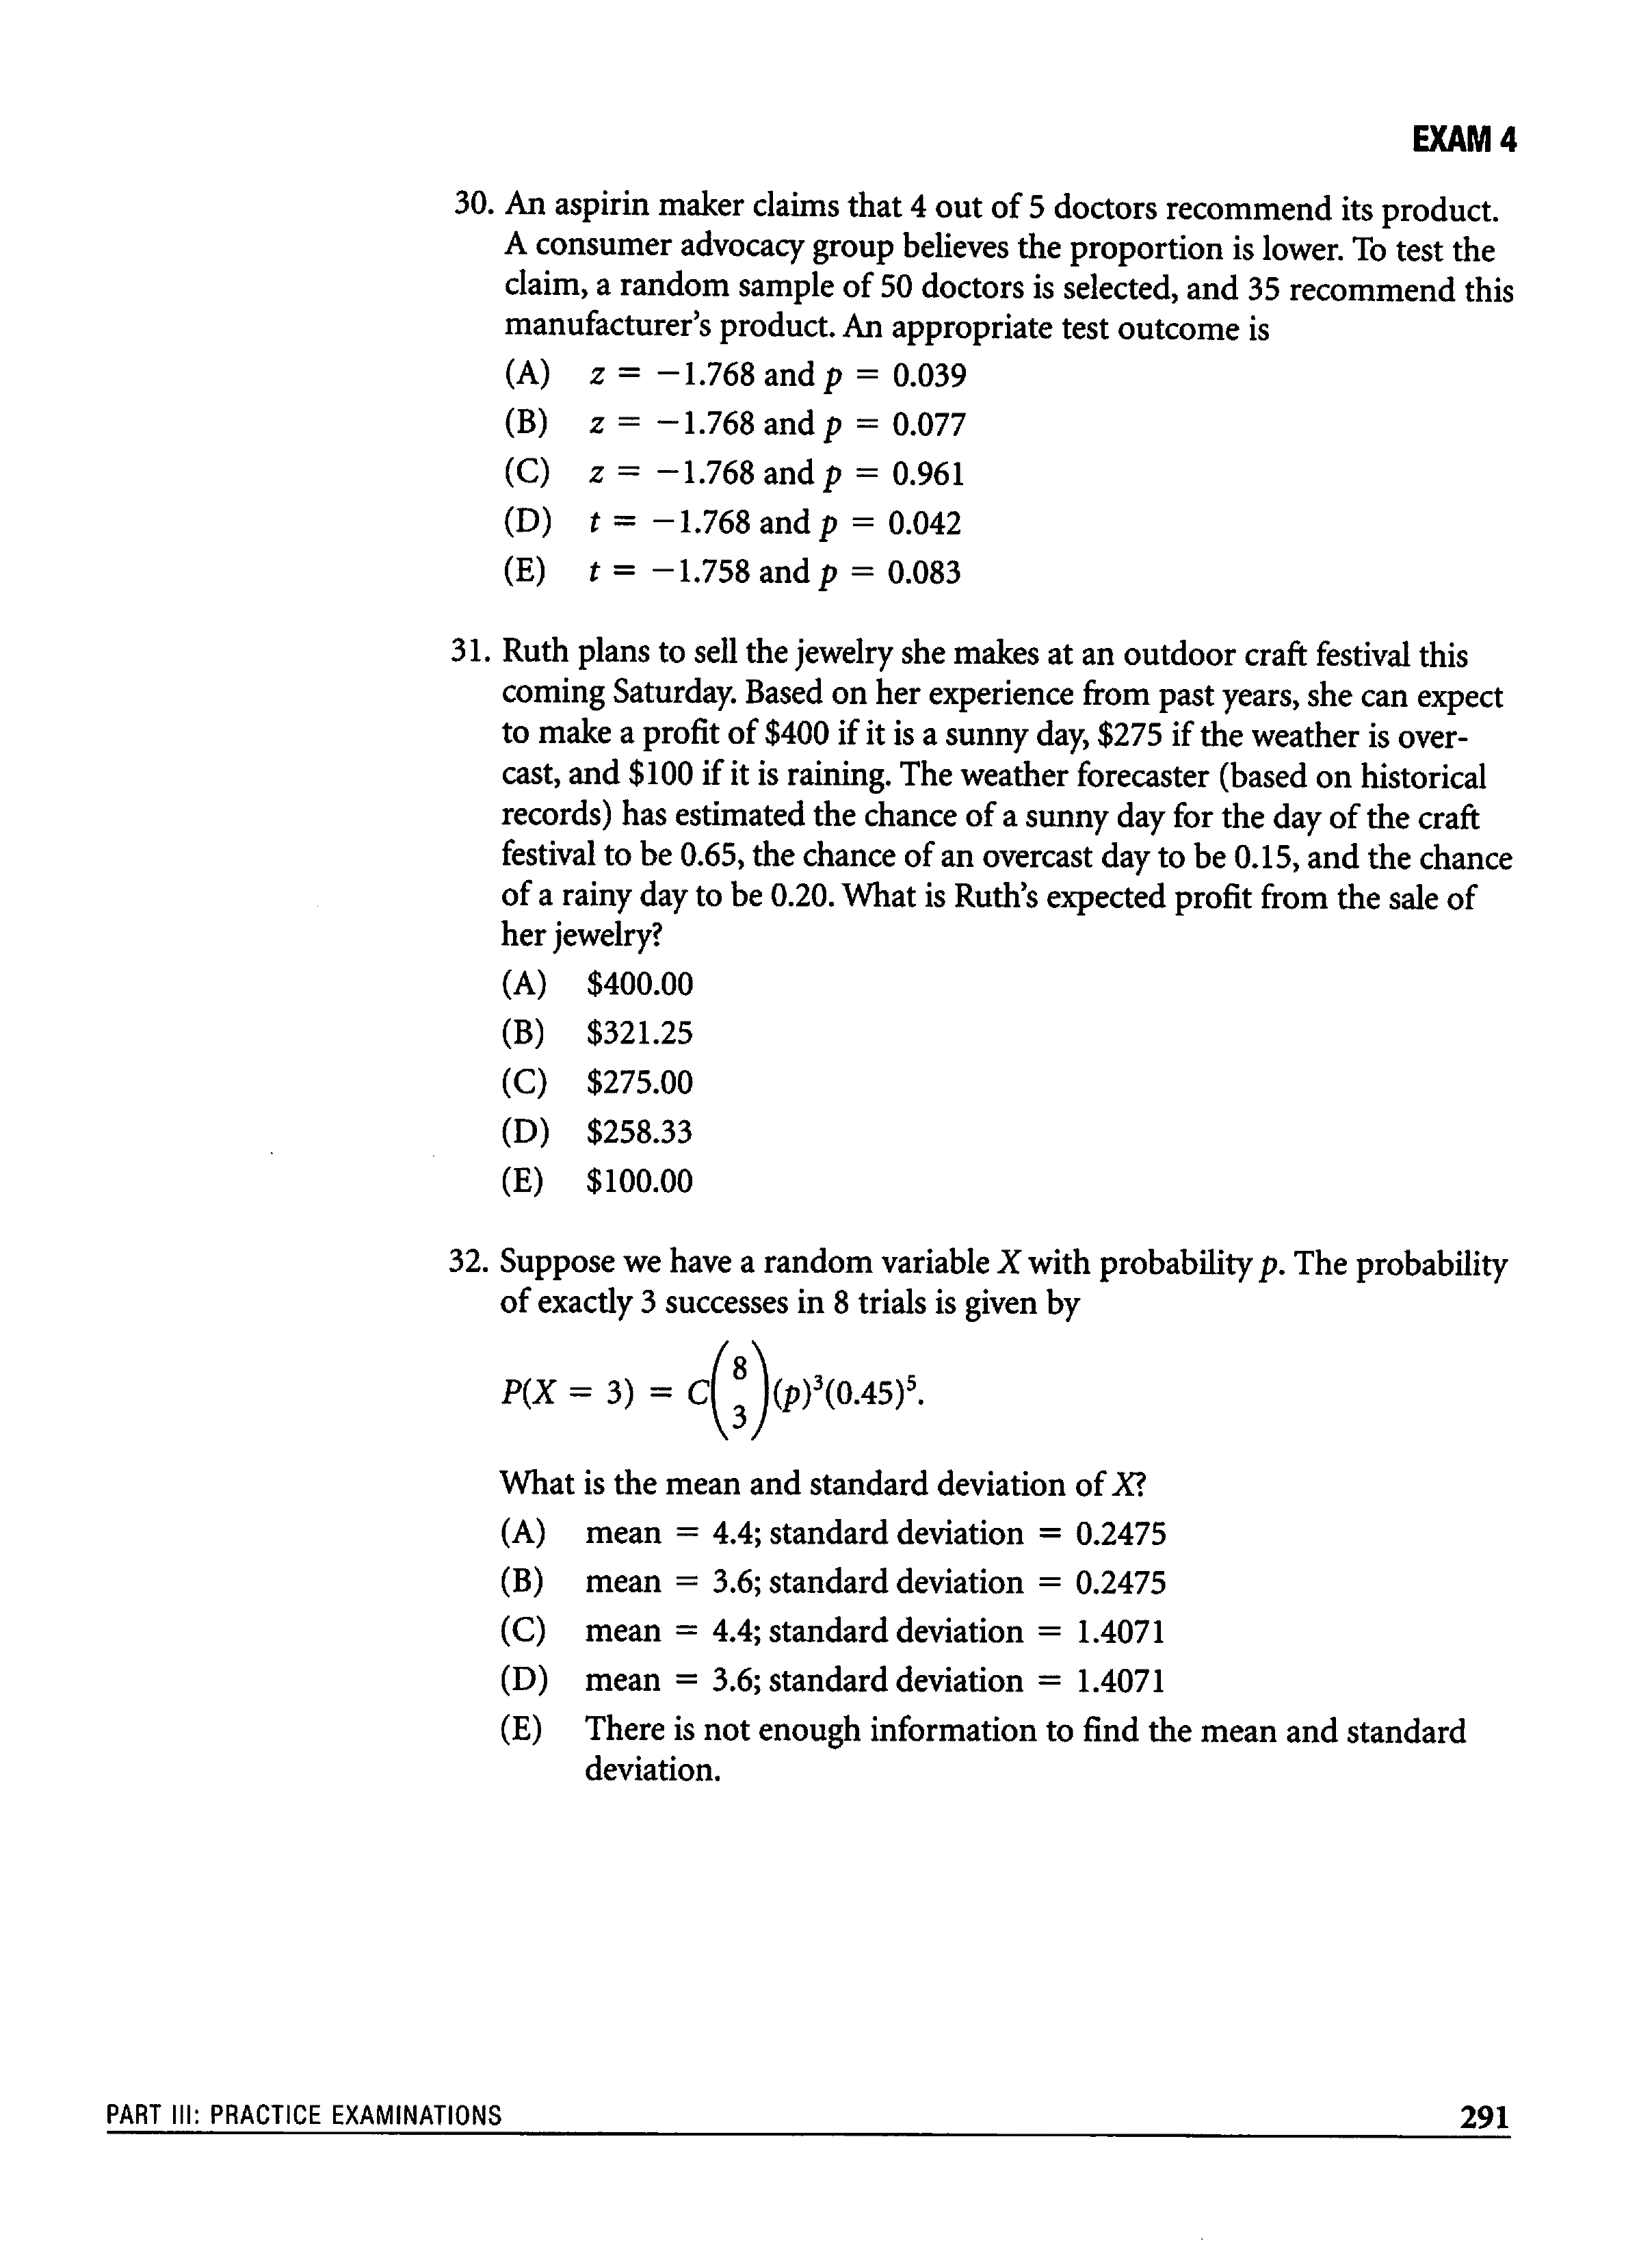 EXAM 4
30. An aspirin maker claims that 4 out of 5 doctors recommend its product.
A consumer advocacy group believes the proportion is lower. To test the
claim, a random sample of 50 doctors is selected, and 35 recommend this
manufacturer's product. An appropriate test outcome is
(A) z = −1.768 and p = 0.039
(B) z = −1.768 and p = 0.077
(C) z = −1.768 and p = 0.961
(D) t = −1.768 and p = 0.042
(E) t = −1.758 and p = 0.083
31. Ruth plans to sell the jewelry she makes at an outdoor craft festival this
coming Saturday. Based on her experience from past years, she can expect
to make a profit of $400 if it is a sunny day, $275 if the weather is over-
cast, and $100 if it is raining. The weather forecaster (based on historical
records) has estimated the chance of a sunny day for the day of the craft
festival to be 0.65, the chance of an overcast day to be 0.15, and the chance
of a rainy day to be 0.20. What is Ruth's expected profit from the sale of
her jewelry?
(A) $400.00
(B) $321.25
(C) $275.00
(D) $258.33
(E) $100.00
32. Suppose we have a random variable X with probability p. The probability
of exactly 3 successes in 8 trials is given by
P(X = 3) = C(8 3)(p)³(0.45)⁵.
What is the mean and standard deviation of X?
(A) mean = 4.4; standard deviation = 0.2475
(B) mean = 3.6; standard deviation = 0.2475
(C) mean = 4.4; standard deviation = 1.4071
(D) mean = 3.6; standard deviation = 1.4071
(E) There is not enough information to find the mean and standard
deviation.
PART III: PRACTICE EXAMINATIONS
291